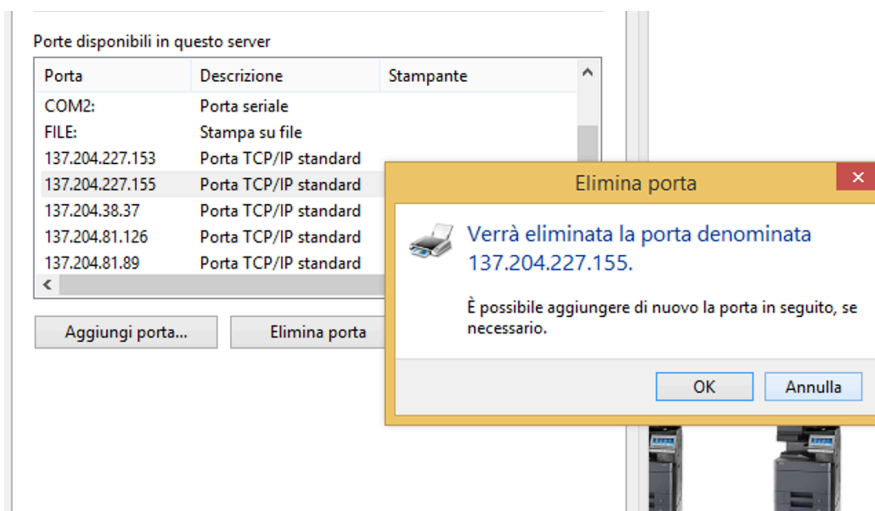 Porte disponibili in questo server
Porta Descrizione Stampante
COM2: Porta seriale
FILE: Stampa su file
137.204.227.153 Porta TCP/IP standard
137.204.227.155 Porta TCP/IP standard
137.204.38.37 Porta TCP/IP standard
137.204.81.126 Porta TCP/IP standard
137.204.81.89 Porta TCP/IP standard
Aggiungi porta... Elimina porta
Elimina porta
Verrà eliminata la porta denominata
137.204.227.155.
È possibile aggiungere di nuovo la porta in seguito, se
necessario.
OK Annulla